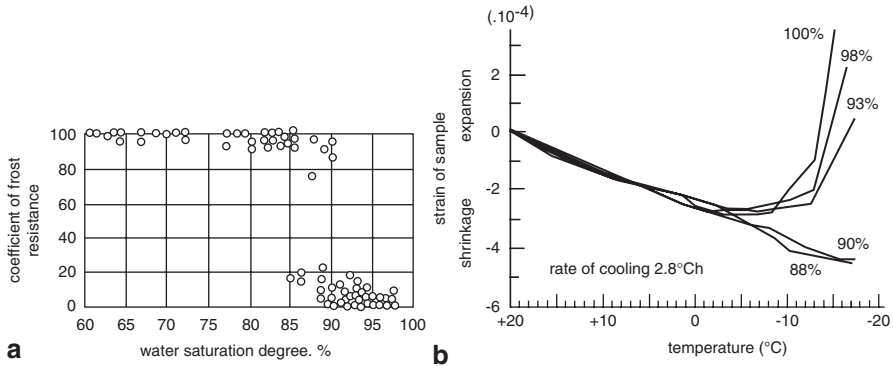 100
80
60
40
20
0
60 65 70 75 80 85 90 95 100
coefficient of frost
resistance
water saturation degree. %
a
(.10-4)
2
0
-2
-4
-6
strain of sample
shrinkage expansion
100%
98%
93%
90%
88%
rate of cooling 2.8°Ch
+20 +10 0 -10 -20
temperature (°C)
b